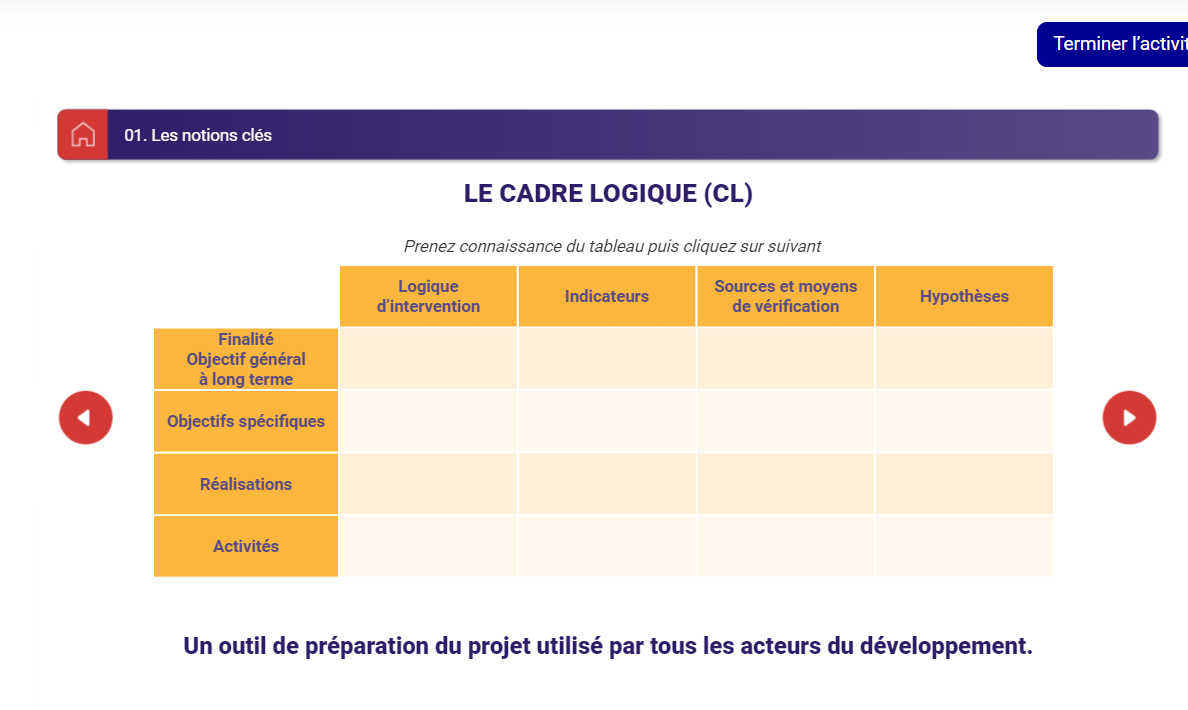 Terminer l'activit
01. Les notions clés
LE CADRE LOGIQUE (CL)
Prenez connaissance du tableau puis cliquez sur suivant
Logique
d'intervention
Indicateurs
Sources et moyens
de vérification
Hypothèses
Finalité
Objectif général
à long terme
Objectifs spécifiques
Réalisations
Activités
Un outil de préparation du projet utilisé par tous les acteurs du développement.